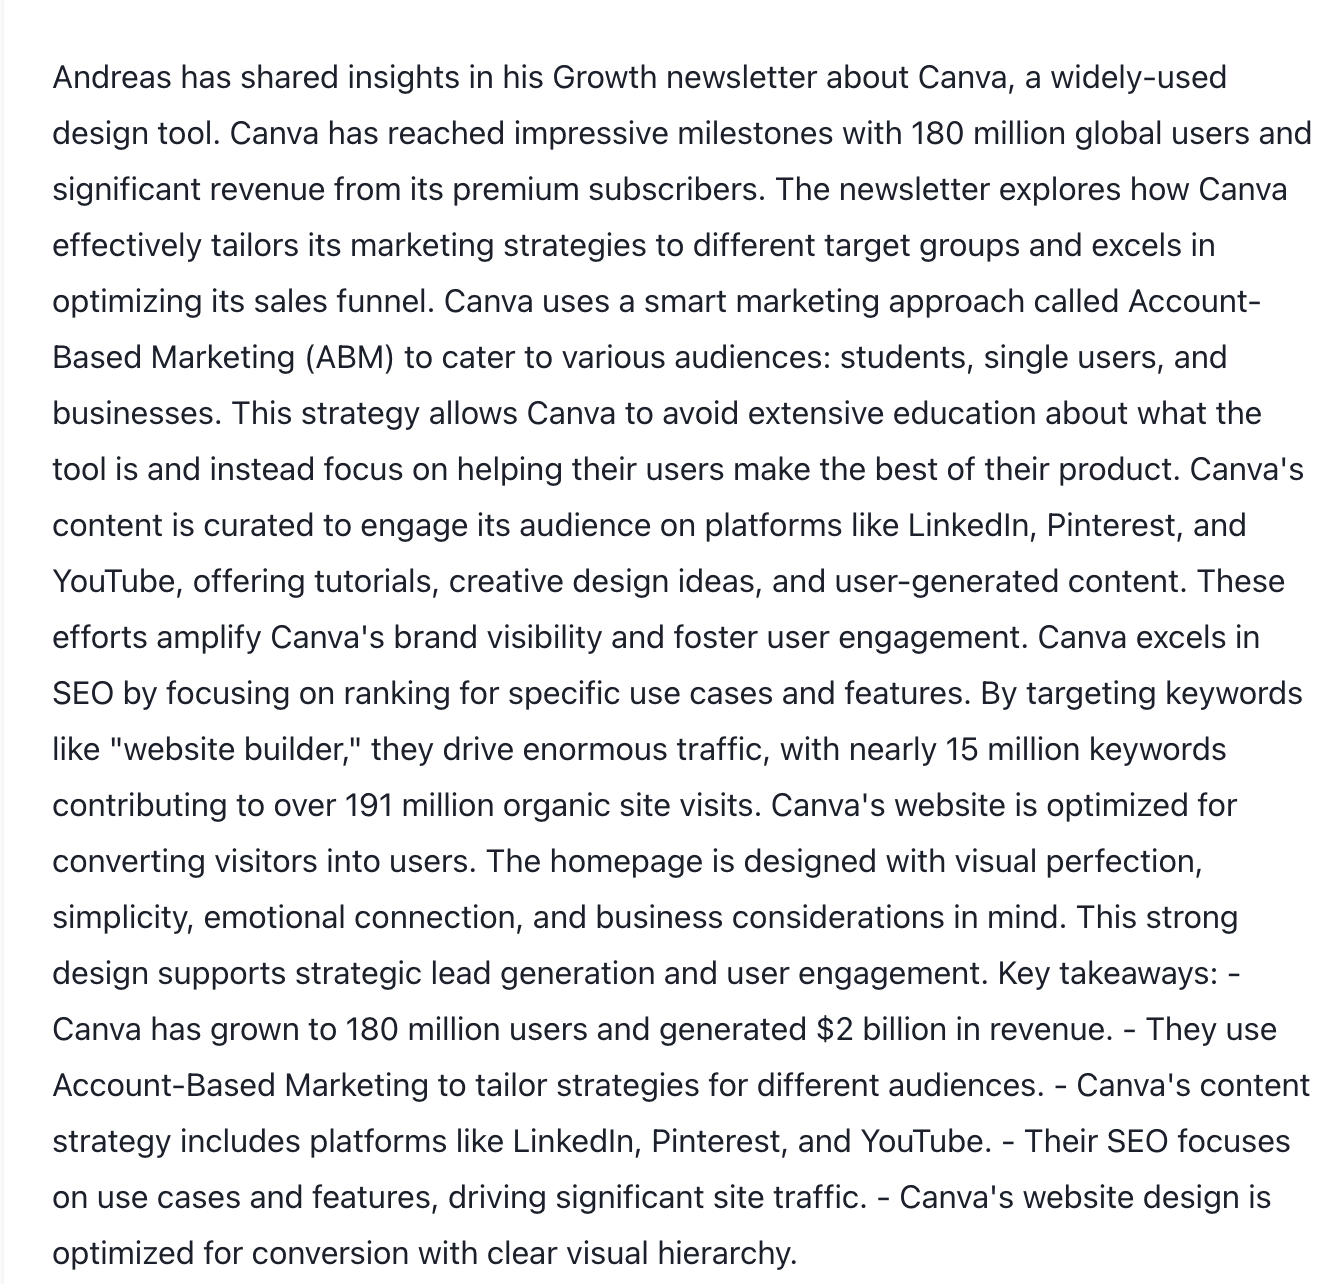 Andreas has shared insights in his Growth newsletter about Canva, a widely-used
design tool. Canva has reached impressive milestones with 180 million global users and
significant revenue from its premium subscribers. The newsletter explores how Canva
effectively tailors its marketing strategies to different target groups and excels in
optimizing its sales funnel. Canva uses a smart marketing approach called Account-
Based Marketing (ABM) to cater to various audiences: students, single users, and
businesses. This strategy allows Canva to avoid extensive education about what the
tool is and instead focus on helping their users make the best of their product. Canva's
content is curated to engage its audience on platforms like LinkedIn, Pinterest, and
YouTube, offering tutorials, creative design ideas, and user-generated content. These
efforts amplify Canva's brand visibility and foster user engagement. Canva excels in
SEO by focusing on ranking for specific use cases and features. By targeting keywords
like "website builder," they drive enormous traffic, with nearly 15 million keywords
contributing to over 191 million organic site visits. Canva's website is optimized for
converting visitors into users. The homepage is designed with visual perfection,
simplicity, emotional connection, and business considerations in mind. This strong
design supports strategic lead generation and user engagement. Key takeaways: -
Canva has grown to 180 million users and generated $2 billion in revenue. - They use
Account-Based Marketing to tailor strategies for different audiences. - Canva's content
strategy includes platforms like LinkedIn, Pinterest, and YouTube. - Their SEO focuses
on use cases and features, driving significant site traffic. - Canva's website design is
optimized for conversion with clear visual hierarchy.